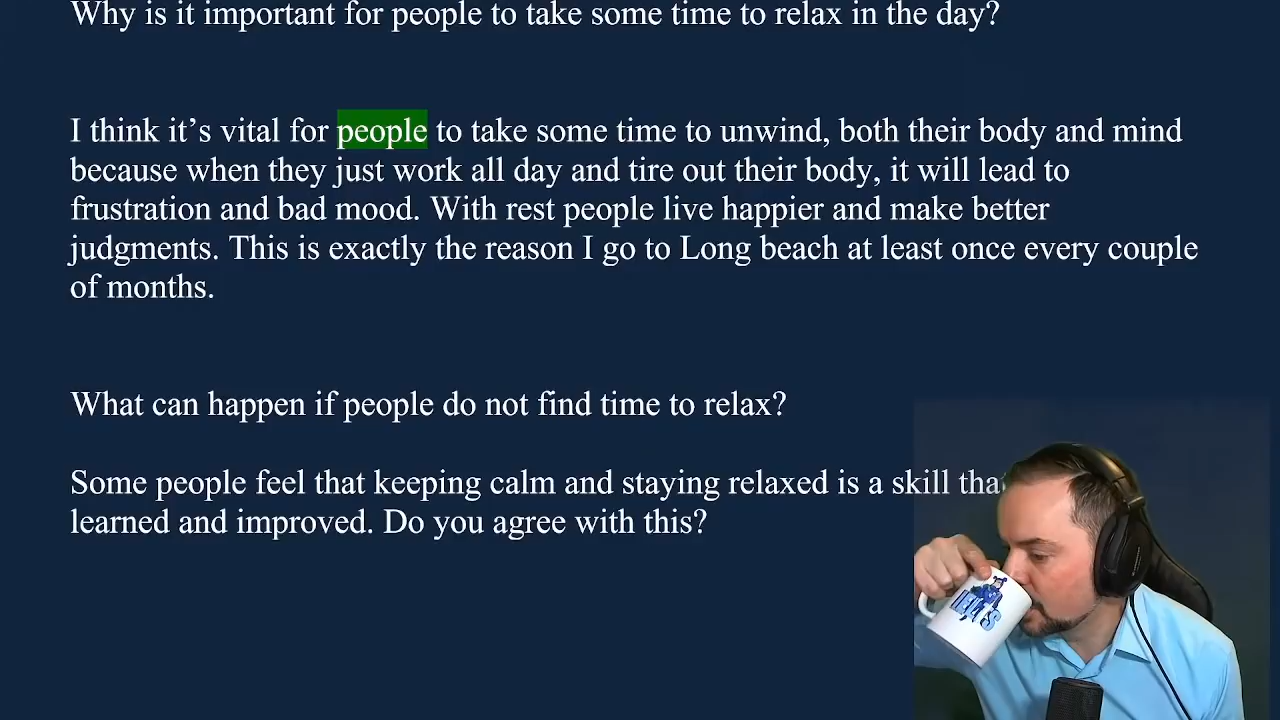 Why is it important for people to take some time to relax in the day?
I think it’s vital for people to take some time to unwind, both their body and mind
because when they just work all day and tire out their body, it will lead to
frustration and bad mood. With rest people live happier and make better
judgments. This is exactly the reason I go to Long beach at least once every couple
of months.
What can happen if people do not find time to relax?
Some people feel that keeping calm and staying relaxed is a skill that
learned and improved. Do you agree with this?